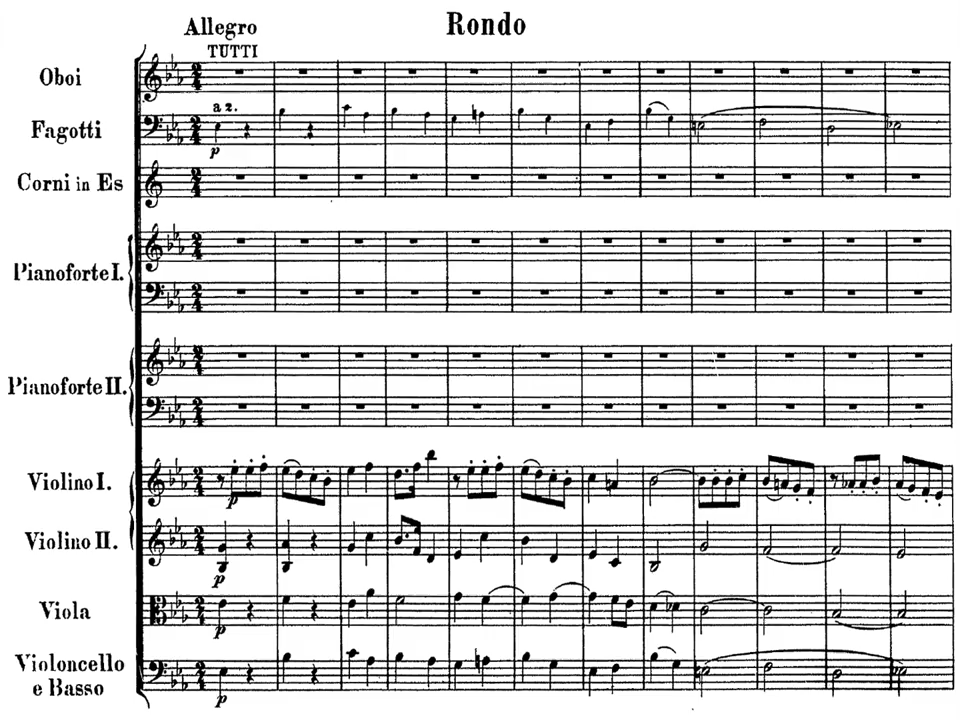 Rondo
Allegro
TUTTI
Oboi
a 2.
Fagotti
p
Corni in Es
Pianoforte I.
Pianoforte II.
Violino I.
p
Violino II.
p
Viola
p
Violoncello
e Basso
p